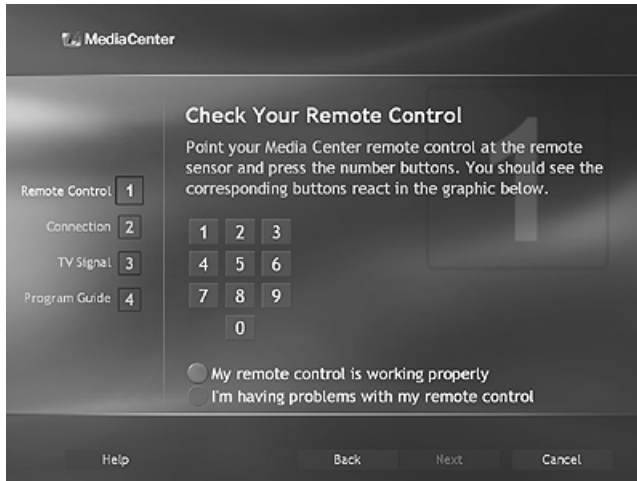 MediaCenter
Check Your Remote Control
Point your Media Center remote control at the remote
sensor and press the number buttons. You should see the
corresponding buttons react in the graphic below.
1
Remote Control 1
Connection 2
TV Signal 3
Program Guide 4
1 2 3
4 5 6
7 8 9
0
My remote control is working properly
I'm having problems with my remote control
Help Back Next Cancel